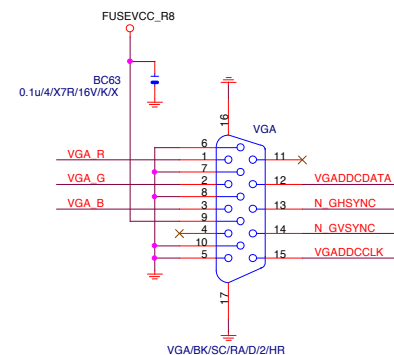 FUSEVCC_R8
BC63
0.1u/4/X7R/16V/K/X
16
VGA
6
VGA_R
1
11
7
VGA_G
2
12
VGADDCDATA
8
VGA_B
3
13
N_GHSYNC
9
4
14
N_GVSYNC
10
5
15
VGADDCCLK
17
VGA/BK/SC/RA/D/2/HR